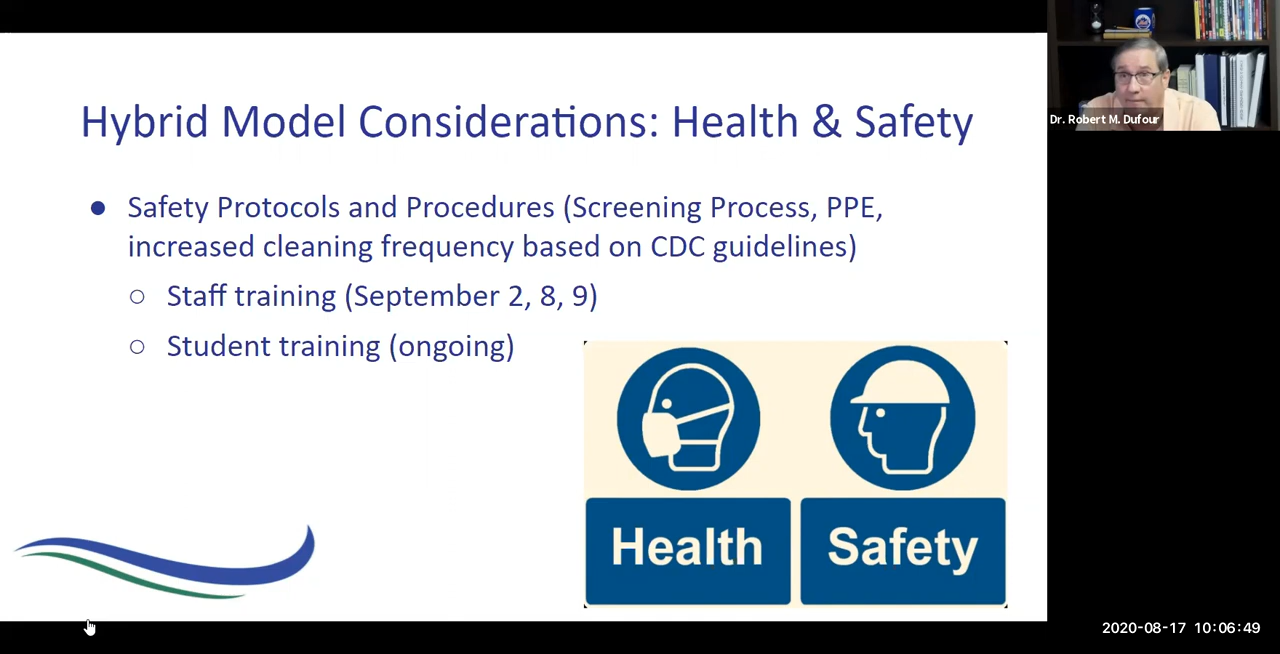 Hybrid Model Considerations: Health & Safety
● Safety Protocols and Procedures (Screening Process, PPE,
increased cleaning frequency based on CDC guidelines)
○ Staff training (September 2, 8, 9)
○ Student training (ongoing)
Health
Safety
Dr. Robert M. Dufour
2020-08-17 10:06:49